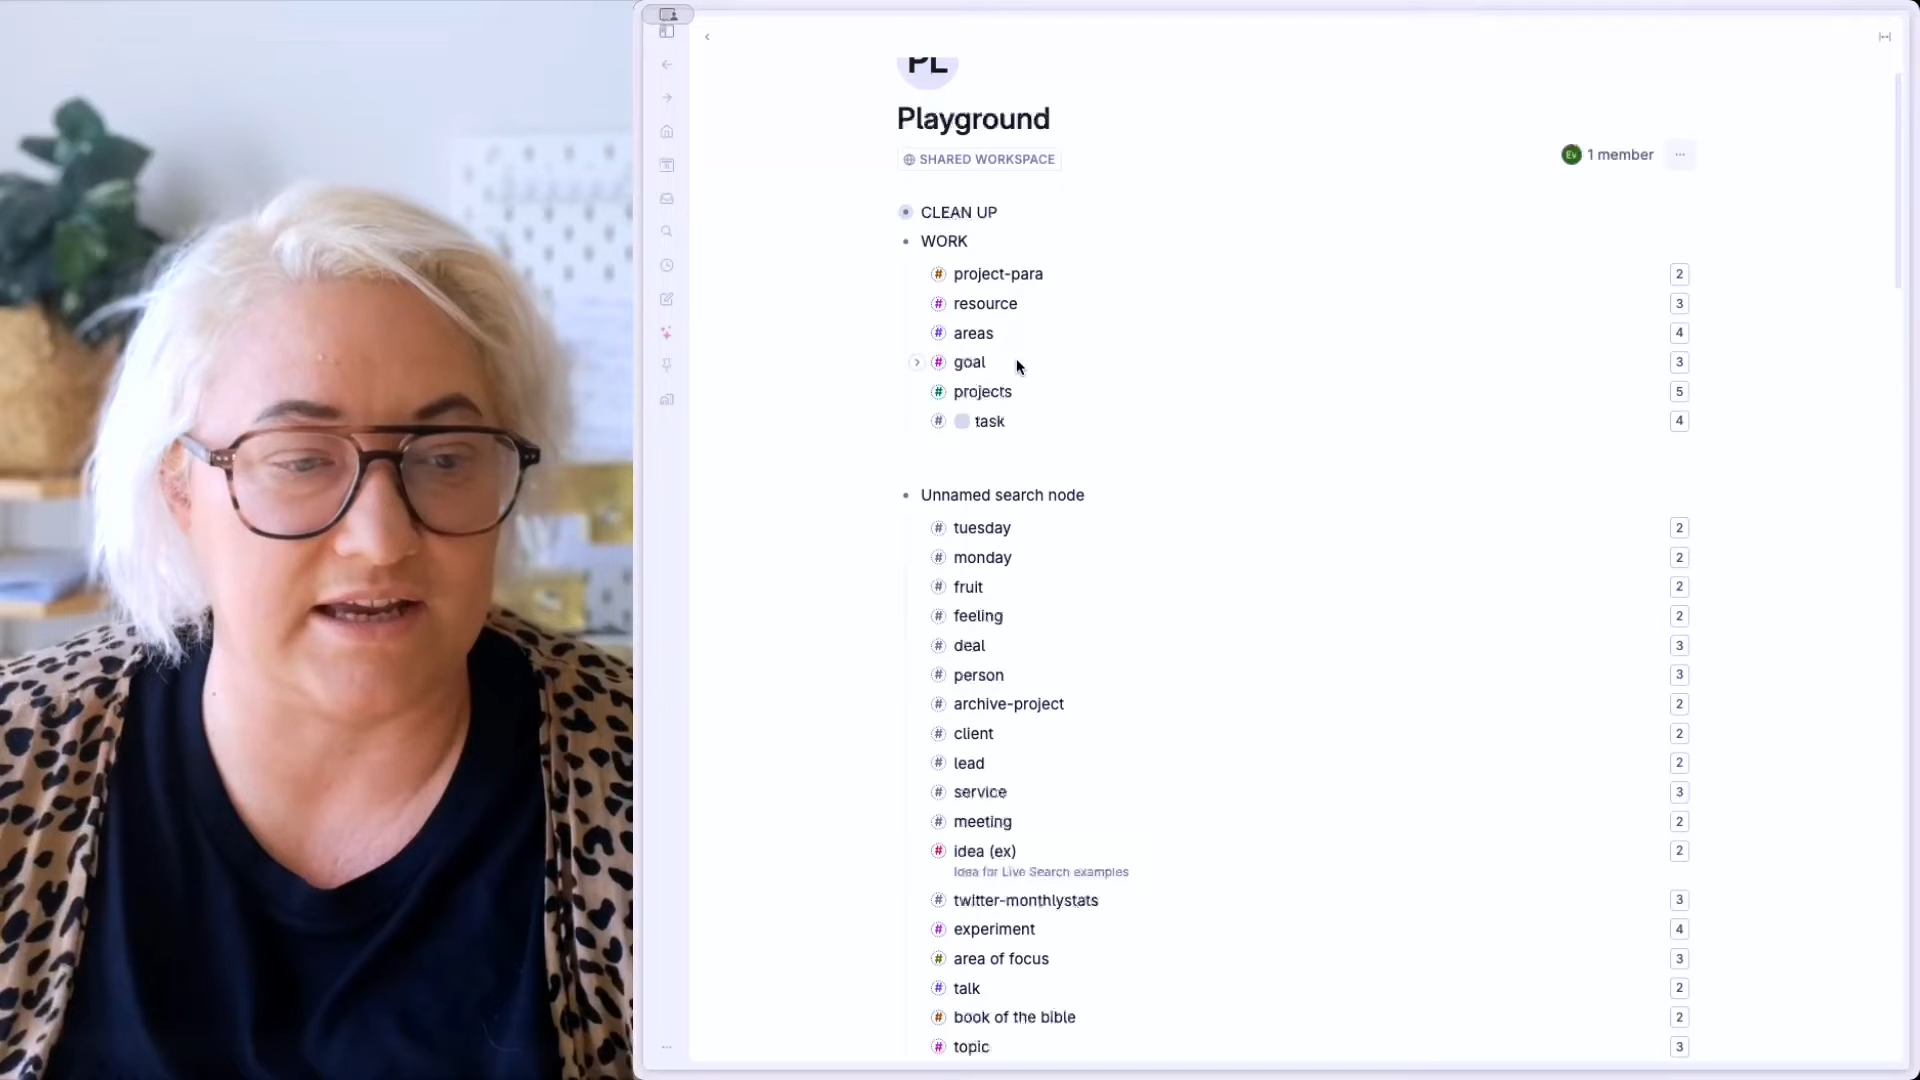 PL
Playground
SHARED WORKSPACE
Ev 1 member
CLEAN UP
WORK
# project-para 2
# resource 3
# areas 4
# goal 3
# projects 5
# task 4
Unnamed search node
# tuesday 2
# monday 2
# fruit 2
# feeling 2
# deal 3
# person 3
# archive-project 2
# client 2
# lead 2
# service 3
# meeting 2
# idea (ex) 2
Idea for Live Search examples
# twitter-monthlystats 3
# experiment 4
# area of focus 3
# talk 2
# book of the bible 2
# topic 3